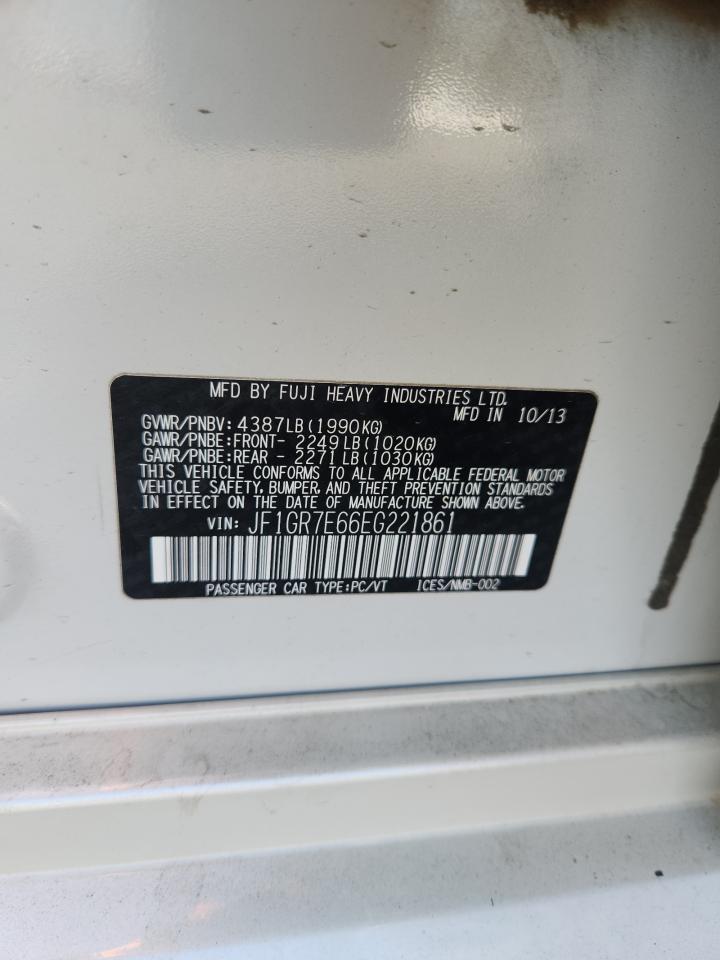 MFD BY FUJI HEAVY INDUSTRIES LTD.
MFD IN 10/13
GVWR/PNBV: 4387LB(1990KG)
GAWR/PNBE:FRONT- 2249LB(1020KG)
GAWR/PNBE:REAR - 2271LB(1030KG)
THIS VEHICLE CONFORMS TO ALL APPLICABLE FEDERAL MOTOR
VEHICLE SAFETY, BUMPER, AND THEFT PREVENTION STANDARDS
IN EFFECT ON THE DATE OF MANUFACTURE SHOWN ABOVE.
VIN: JF1GR7E66EG221861
PASSENGER CAR TYPE:PC/VT ICES/NMB-002